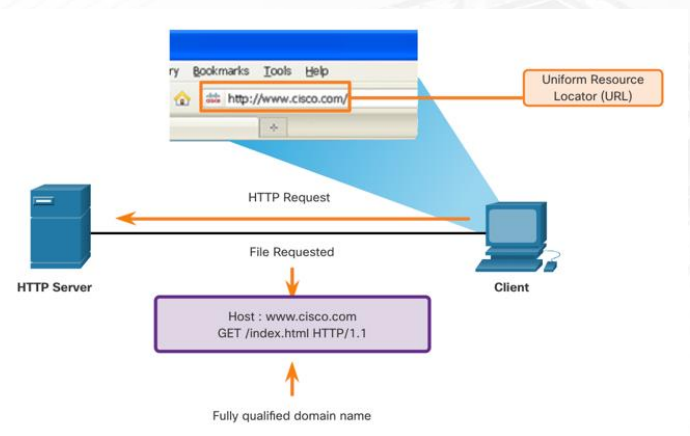 ry Bookmarks Tools Help
http://www.cisco.com/
Uniform Resource
Locator (URL)
HTTP Request
File Requested
HTTP Server
Client
Host : www.cisco.com
GET /index.html HTTP/1.1
Fully qualified domain name